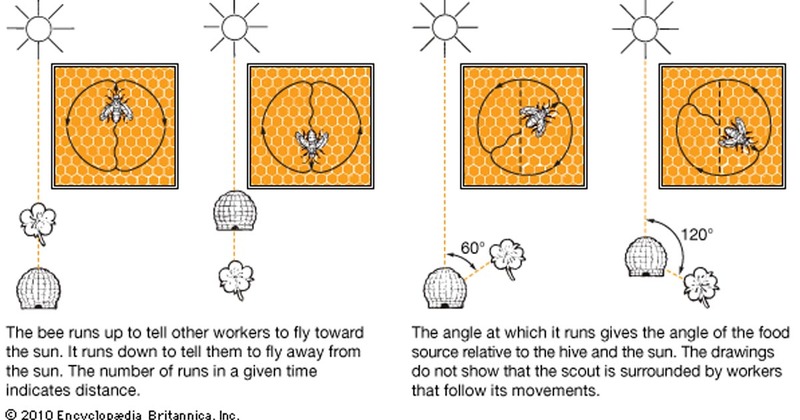 60°
120°
The bee runs up to tell other workers to fly toward
the sun. It runs down to tell them to fly away from
the sun. The number of runs in a given time
indicates distance.
The angle at which it runs gives the angle of the food
source relative to the hive and the sun. The drawings
do not show that the scout is surrounded by workers
that follow its movements.
© 2010 Encyclopædia Britannica, Inc.